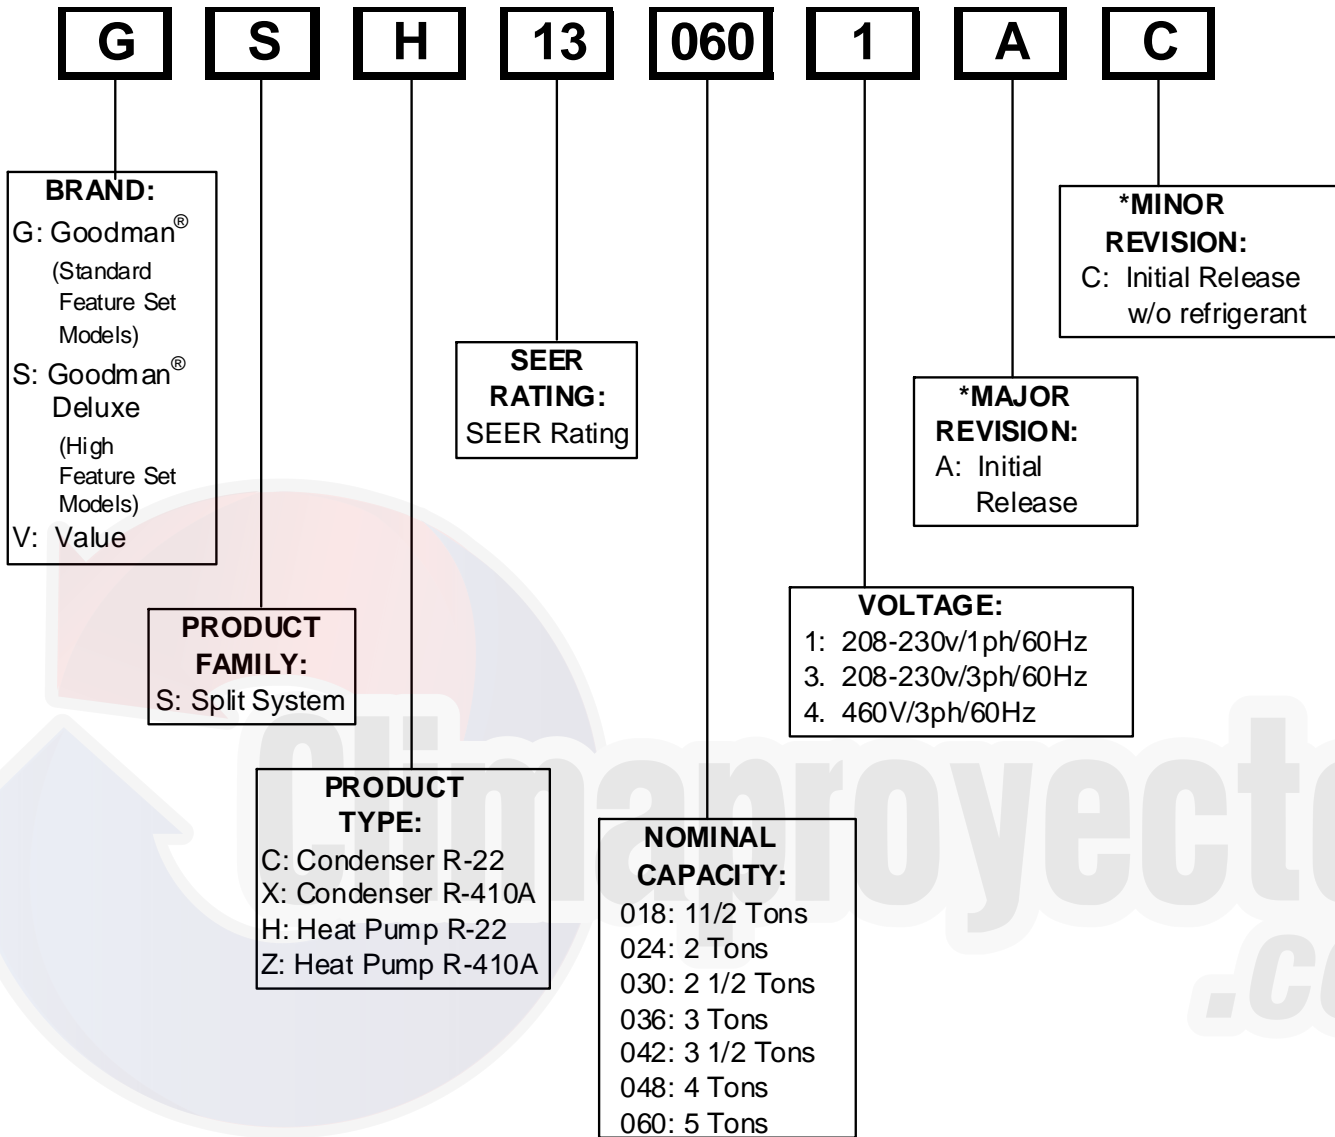 G S H 13 060 1 A C
BRAND:
G: Goodman®
(Standard
Feature Set
Models)
S: Goodman®
Deluxe
(High
Feature Set
Models)
V: Value
PRODUCT
FAMILY:
S: Split System
PRODUCT
TYPE:
C: Condenser R-22
X: Condenser R-410A
H: Heat Pump R-22
Z: Heat Pump R-410A
SEER
RATING:
SEER Rating
NOMINAL
CAPACITY:
018: 11/2 Tons
024: 2 Tons
030: 2 1/2 Tons
036: 3 Tons
042: 3 1/2 Tons
048: 4 Tons
060: 5 Tons
VOLTAGE:
1: 208-230v/1ph/60Hz
3. 208-230v/3ph/60Hz
4. 460V/3ph/60Hz
*MAJOR
REVISION:
A: Initial
Release
*MINOR
REVISION:
C: Initial Release
w/o refrigerant
Climaproyecto
.co